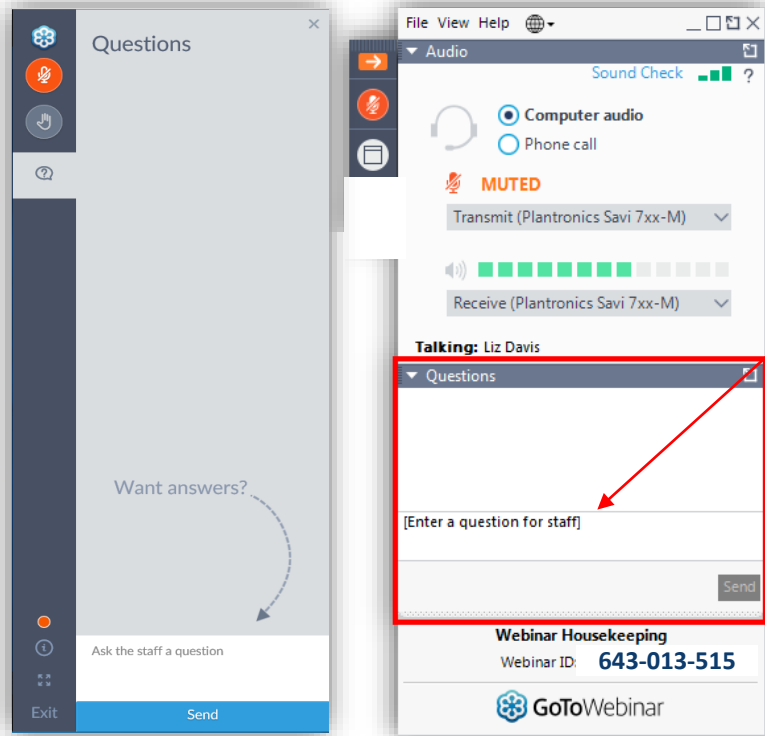 Questions
Want answers?
Ask the staff a question
Exit
Send
File View Help
Audio
Sound Check ?
Computer audio
Phone call
MUTED
Transmit (Plantronics Savi 7xx-M)
Receive (Plantronics Savi 7xx-M)
Talking: Liz Davis
Questions
[Enter a question for staff]
Send
Webinar Housekeeping
Webinar ID: 643-013-515
GoToWebinar